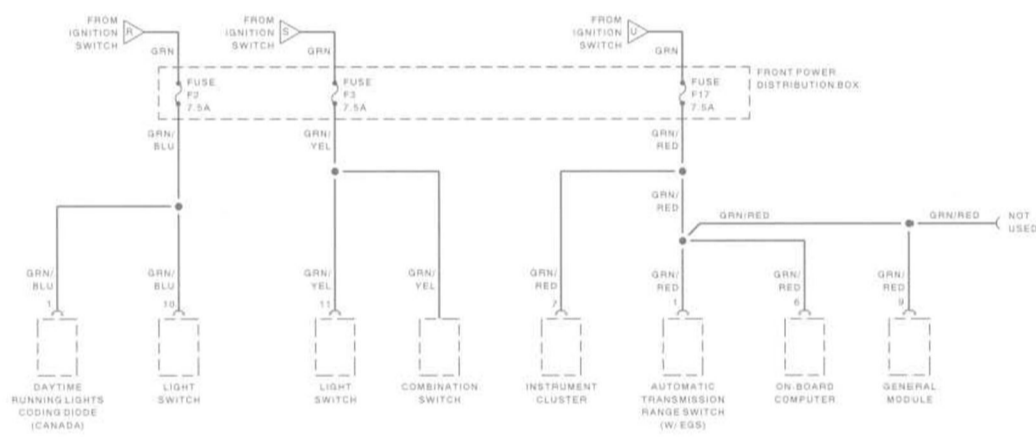 FROM
IGNITION
SWITCH
R
GRN
FROM
IGNITION
SWITCH
S
GRN
FROM
IGNITION
SWITCH
U
GRN
FUSE
F2
7.5A
FUSE
F3
7.5A
FUSE
F17
7.5A
FRONT POWER
DISTRIBUTION BOX
GRN/
BLU
GRN/
YEL
GRN/
RED
GRN/
RED
GRN/RED
GRN/RED
NOT
USED
GRN/
BLU
1
GRN/
BLU
10
GRN/
YEL
11
GRN/
YEL
GRN/
RED
7
GRN/
RED
1
GRN/
RED
6
GRN/
RED
9
DAYTIME
RUNNING LIGHTS
CODING DIODE
(CANADA)
LIGHT
SWITCH
LIGHT
SWITCH
COMBINATION
SWITCH
INSTRUMENT
CLUSTER
AUTOMATIC
TRANSMISSION
RANGE SWITCH
(W/ EGS)
ON-BOARD
COMPUTER
GENERAL
MODULE